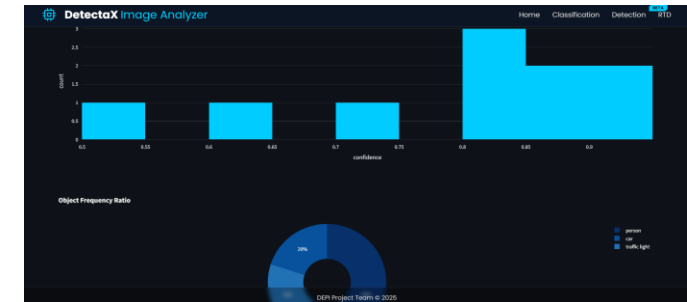 DetectaX Image Analyzer
Home Classification Detection RTD
BETA
3
2.5
2
1.5
1
0.5
0
count
0.5 0.55 0.6 0.65 0.7 0.75 0.8 0.85 0.9
confidence
Object Frequency Ratio
person
car
traffic light
20%
DEPI Project Team © 2025